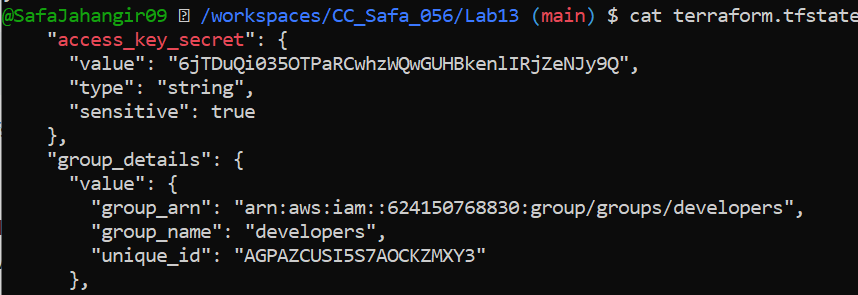 @SafaJahangir09 /workspaces/CC_Safa_056/Lab13 (main) $ cat terraform.tfstate
"access_key_secret": {
"value": "6jTDuQi035OTPaRCwhzWQwGUHBkenlIRjZeNJy9Q",
"type": "string",
"sensitive": true
},
"group_details": {
"value": {
"group_arn": "arn:aws:iam::624150768830:group/groups/developers",
"group_name": "developers",
"unique_id": "AGPAZCUSI5S7AOCKZMXY3"
},